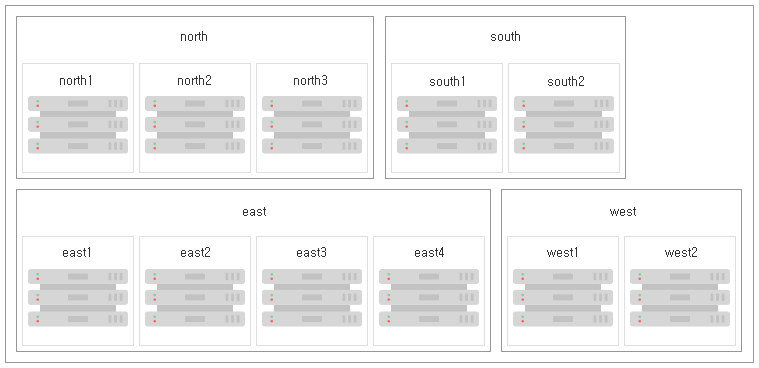 north
south
north1
north2
north3
south1
south2
east
west
east1
east2
east3
east4
west1
west2